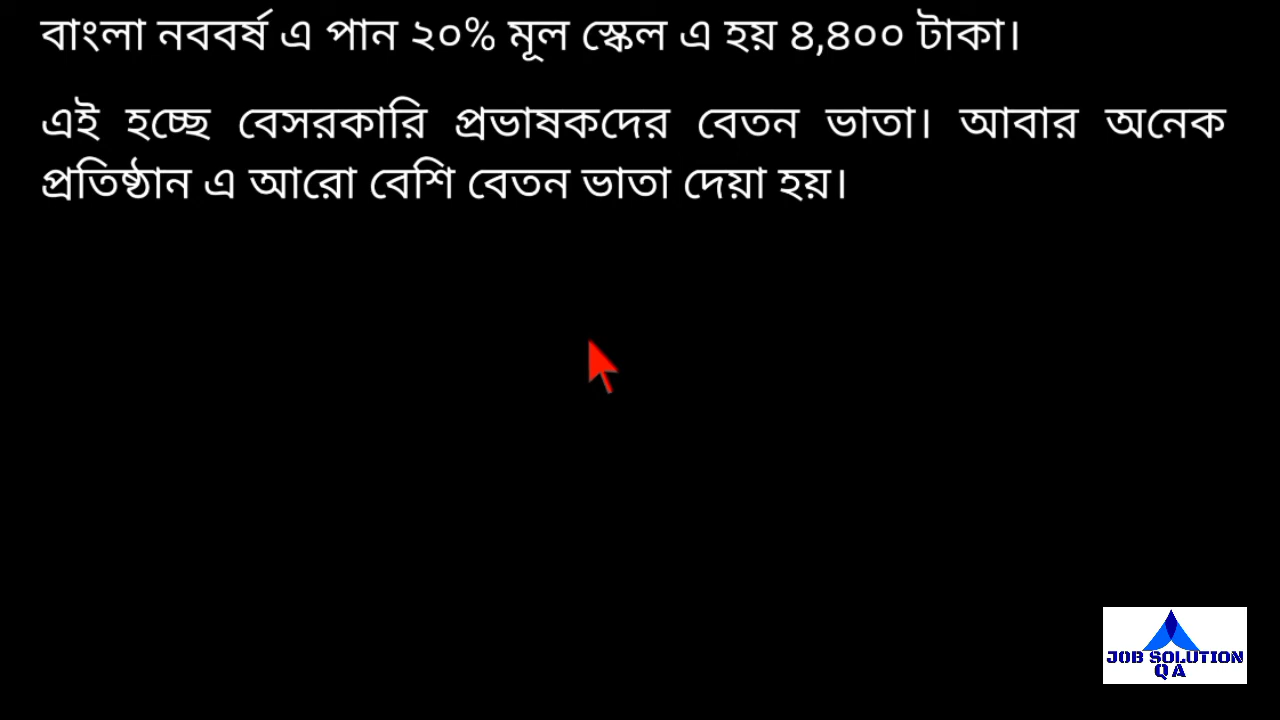 বাংলা নববর্ষ এ পান ২০% মূল স্কেল এ হয় ৪,৪০০ টাকা।
এই হচ্ছে বেসরকারি প্রভাষকদের বেতন ভাতা। আবার অনেক
প্রতিষ্ঠান এ আরো বেশি বেতন ভাতা দেয়া হয়।
JOB SOLUTION
QA